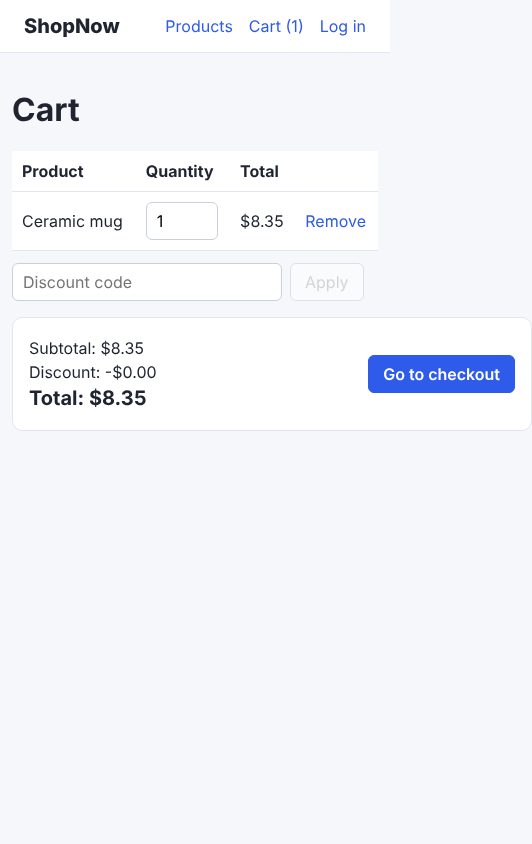 ShopNow Products Cart (1) Log in
Cart
Product Quantity Total
Ceramic mug 1 $8.35 Remove
Discount code Apply
Subtotal: $8.35
Discount: -$0.00
Total: $8.35
Go to checkout